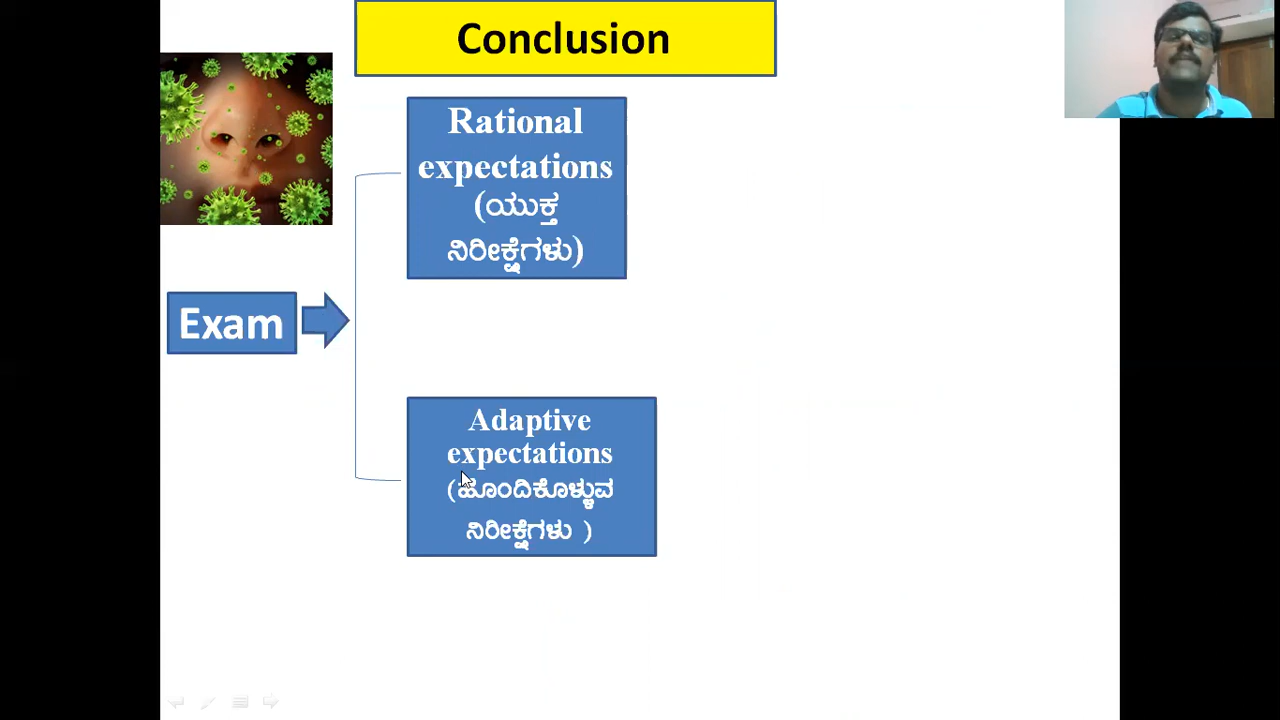 Conclusion
Rational
expectations
(ಯುಕ್ತ
ನಿರೀಕ್ಷೆಗಳು)
Exam
Adaptive
expectations
(ಹೊಂದಿಕೊಳ್ಳುವ
ನಿರೀಕ್ಷೆಗಳು )